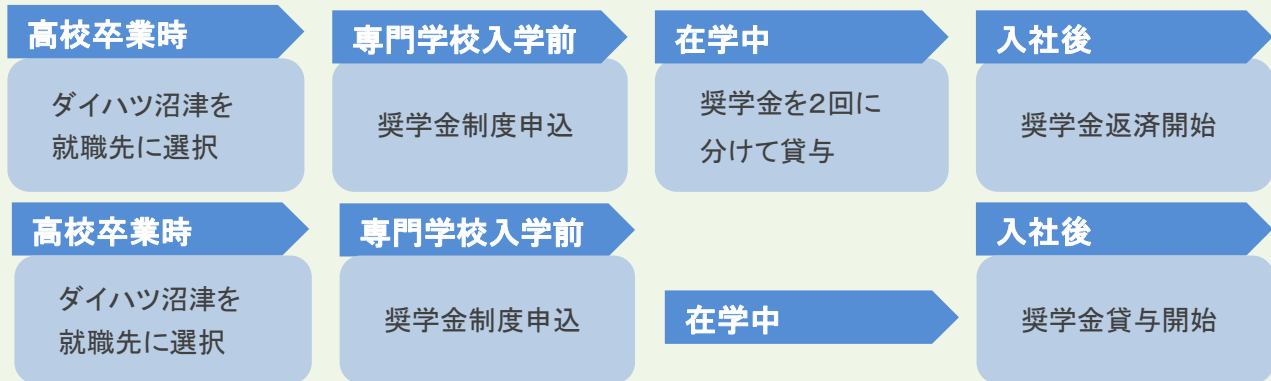 高校卒業時
専門学校入学前
在学中
入社後
ダイハツ沼津を
就職先に選択
奨学金制度申込
奨学金を2回に
分けて貸与
奨学金返済開始
高校卒業時
専門学校入学前
在学中
入社後
ダイハツ沼津を
就職先に選択
奨学金制度申込
奨学金貸与開始